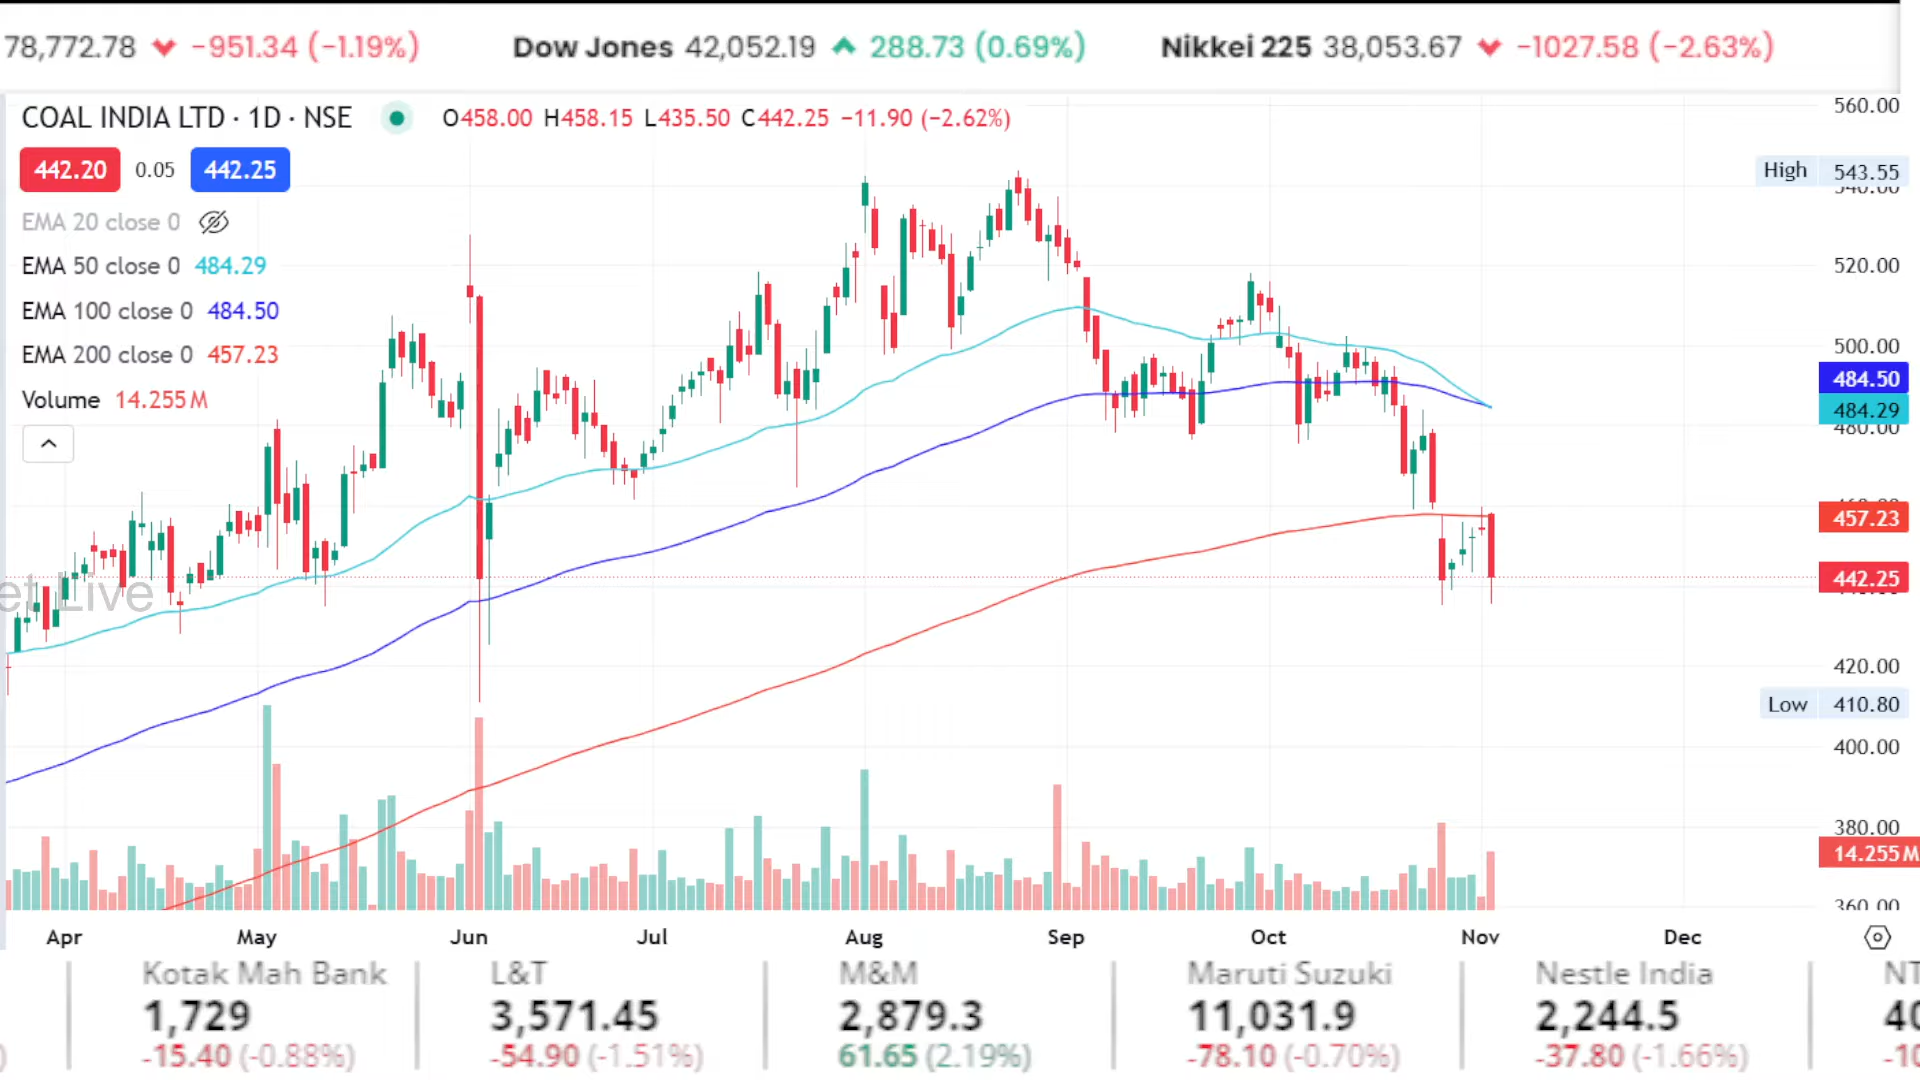 78,772.78 -951.34 (-1.19%) Dow Jones 42,052.19 288.73 (0.69%) Nikkei 225 38,053.67 -1027.58 (-2.63%)
COAL INDIA LTD · 1D · NSE O458.00 H458.15 L435.50 C442.25 −11.90 (−2.62%)
442.20 0.05 442.25
EMA 20 close 0
EMA 50 close 0 484.29
EMA 100 close 0 484.50
EMA 200 close 0 457.23
Volume 14.255 M
560.00
High 543.55
540.00
520.00
500.00
484.50
484.29
480.00
457.23
442.25
420.00
Low 410.80
400.00
380.00
14.255 M
360.00
Live
Apr May Jun Jul Aug Sep Oct Nov Dec
Kotak Mah Bank L&T M&M Maruti Suzuki Nestle India
1,729 3,571.45 2,879.3 11,031.9 2,244.5
-15.40 (-0.88%) -54.90 (-1.51%) 61.65 (2.19%) -78.10 (-0.70%) -37.80 (-1.66%)